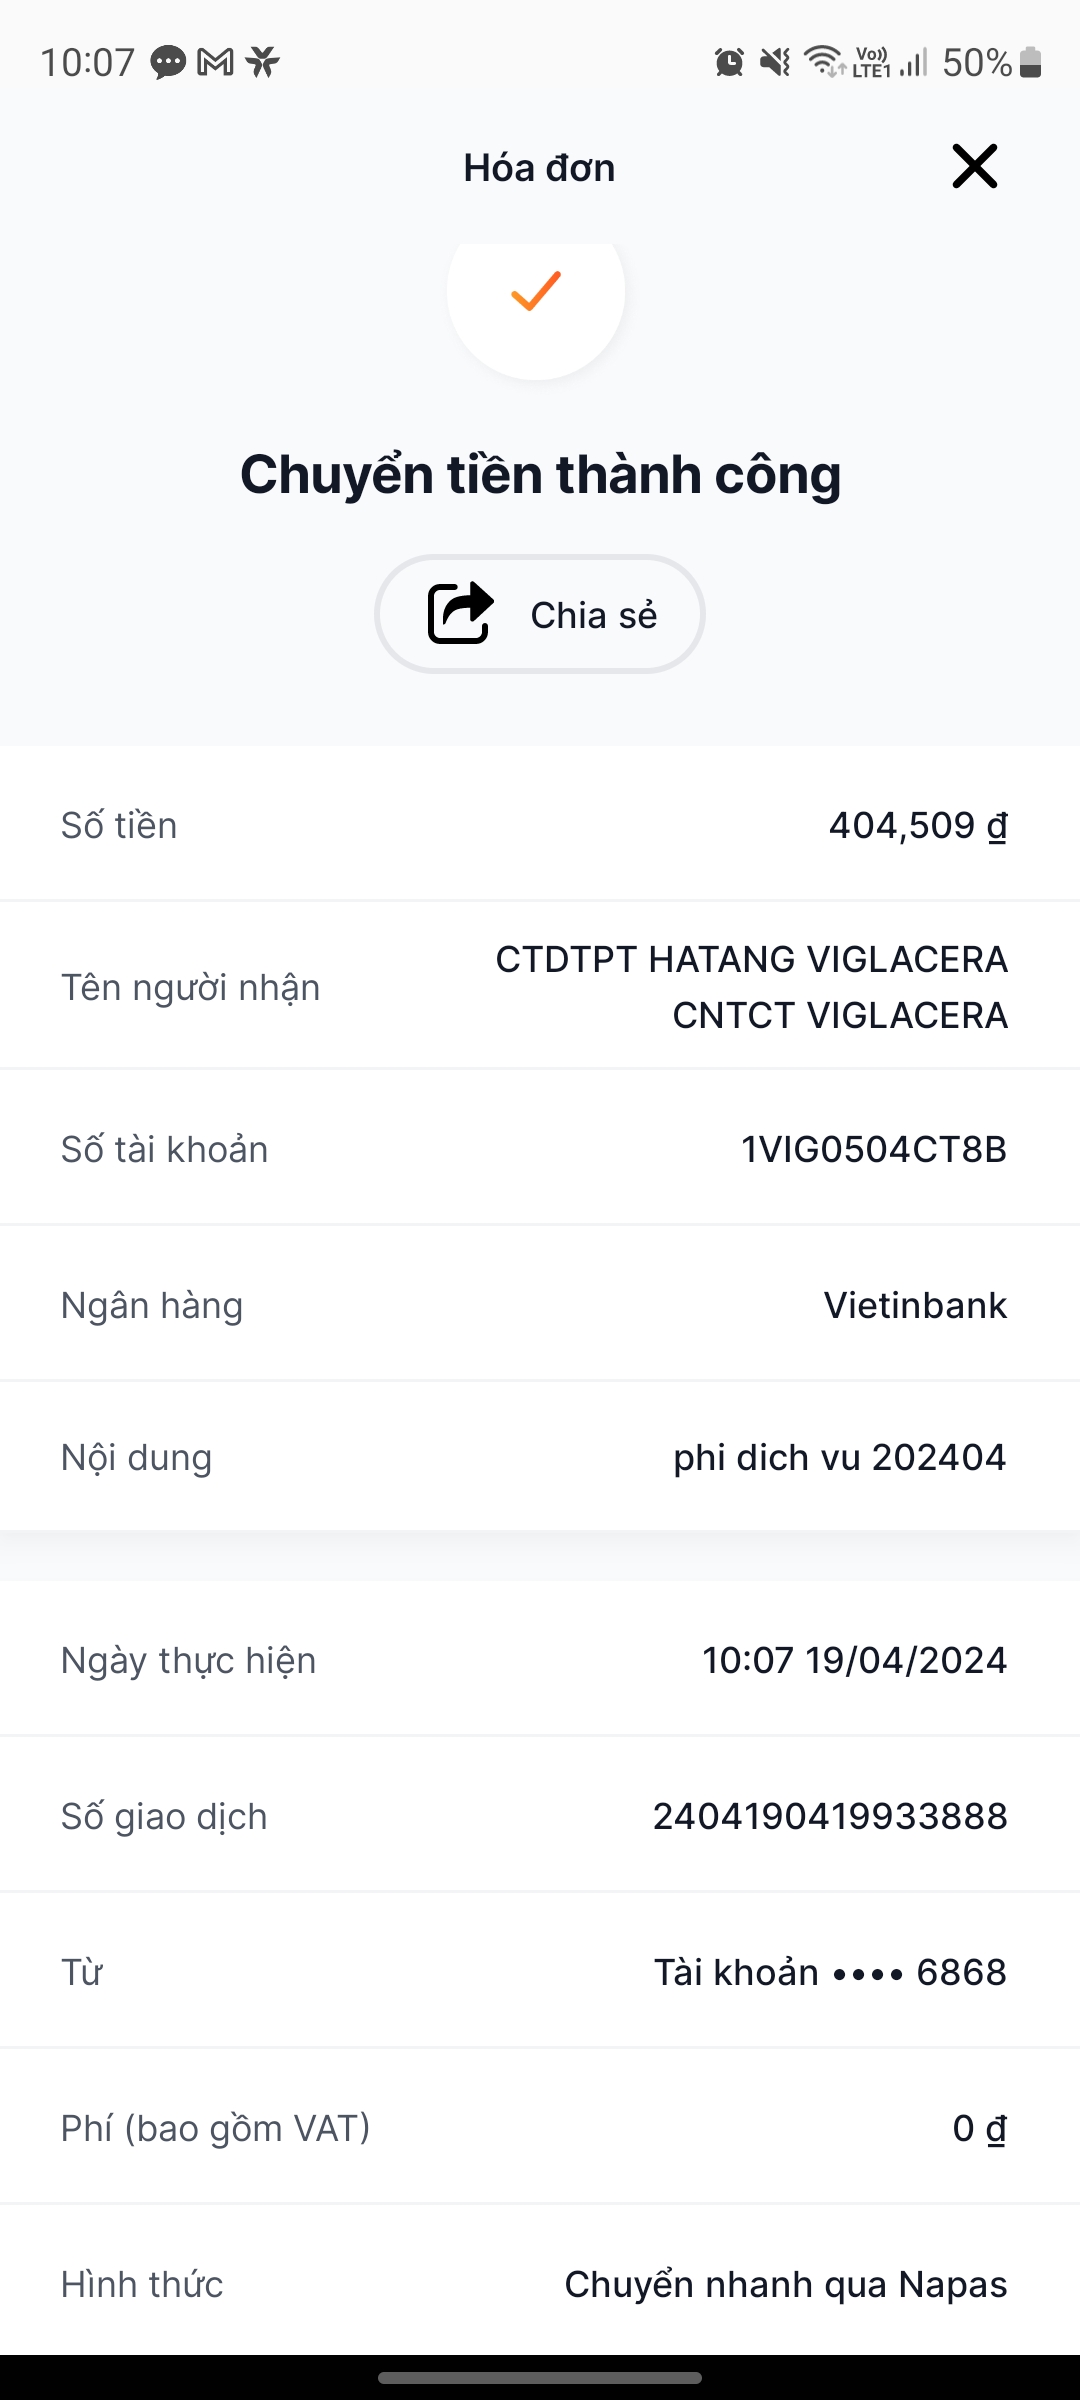 10:07 Vo)) LTE1 50%
Hóa đơn
Chuyển tiền thành công
Chia sẻ
Số tiền 404,509 ₫
Tên người nhận CTDTPT HATANG VIGLACERA
CNTCT VIGLACERA
Số tài khoản 1VIG0504CT8B
Ngân hàng Vietinbank
Nội dung phi dich vu 202404
Ngày thực hiện 10:07 19/04/2024
Số giao dịch 2404190419933888
Từ Tài khoản •••• 6868
Phí (bao gồm VAT) 0 ₫
Hình thức Chuyển nhanh qua Napas